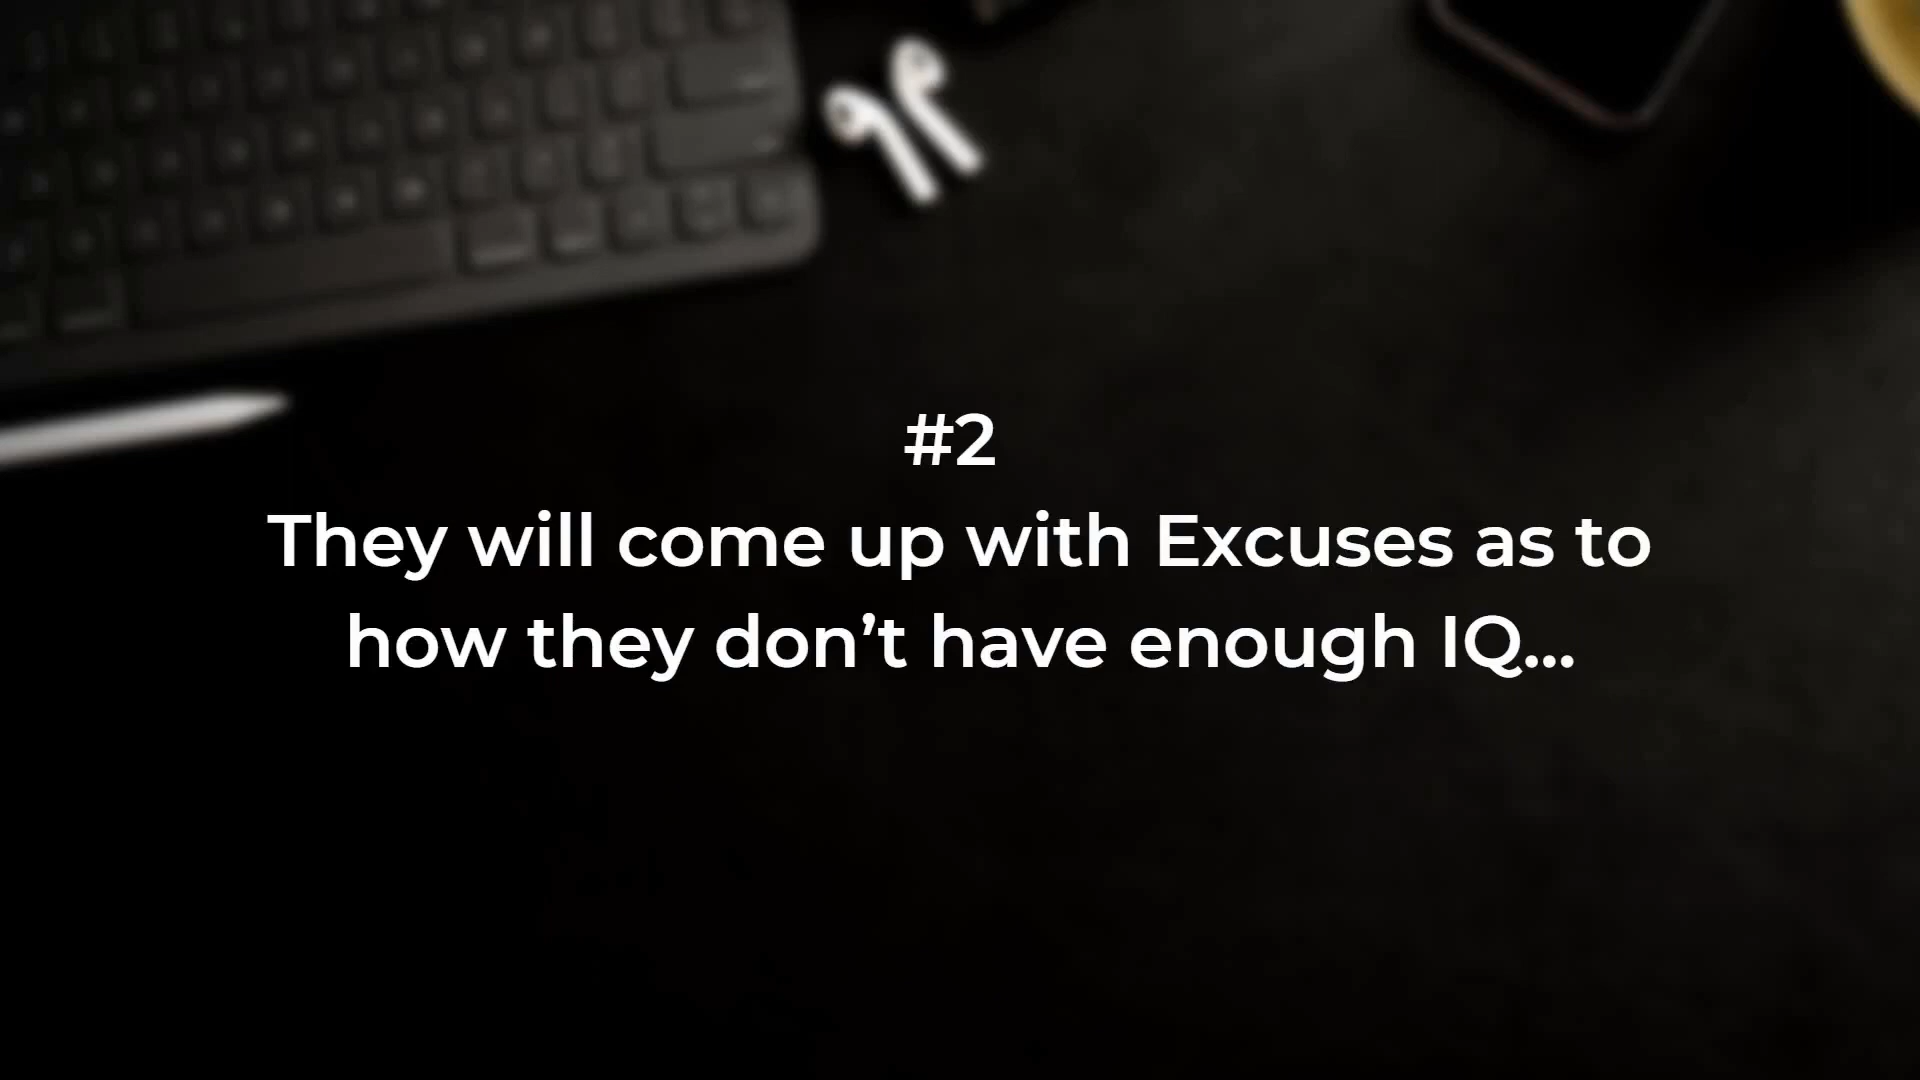 #2
They will come up with Excuses as to
how they don’t have enough IQ...